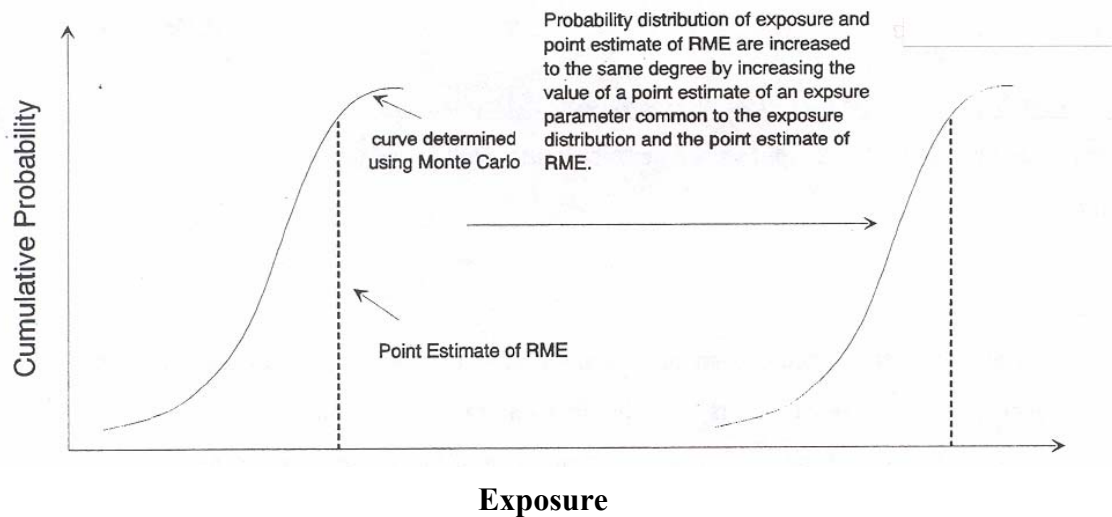 Probability distribution of exposure and
point estimate of RME are increased
to the same degree by increasing the
value of a point estimate of an expsure
parameter common to the exposure
distribution and the point estimate of
RME.
curve determined
using Monte Carlo
Point Estimate of RME
Cumulative Probability
Exposure